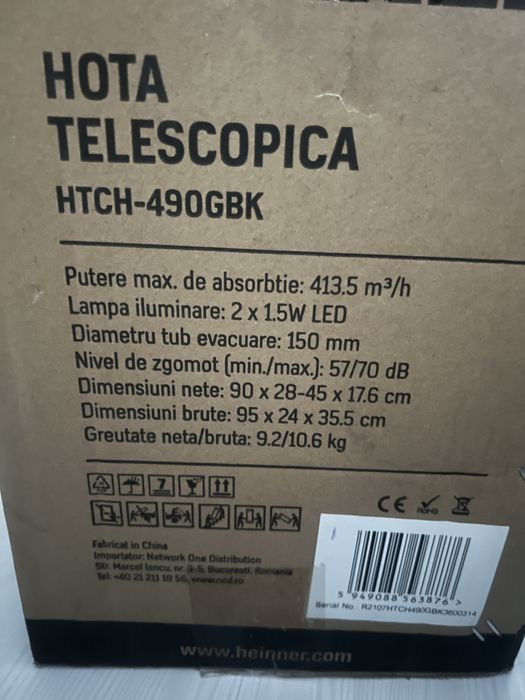 HOTA
TELESCOPICA
HTCH-490GBK
Putere max. de absorbtie: 413.5 m³/h
Lampa iluminare: 2 x 1.5W LED
Diametru tub evacuare: 150 mm
Nivel de zgomot (min./max.): 57/70 dB
Dimensiuni nete: 90 x 28-45 x 17.6 cm
Dimensiuni brute: 95 x 24 x 35.5 cm
Greutate neta/bruta: 9.2/10.6 kg
7
CE RoHS
Fabricat in China
Importator: Network One Distribution
Str. Marcel Iancu, nr. 3-5, Bucuresti, Romania
Tel: +40 21 211 18 56, www.nod.ro
5 949088 563876 >
Serial No.: R2107HTCH490GBK3600314
www.heinner.com